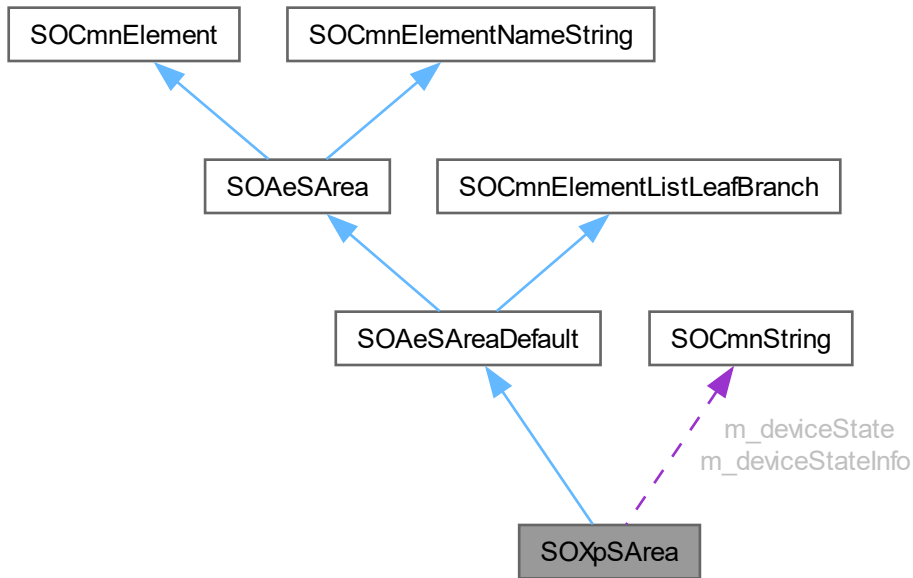 SOCmnElement
SOCmnElementNameString
SOAeSArea
SOCmnElementListLeafBranch
SOAeSAreaDefault
SOCmnString
m_deviceState
m_deviceStateInfo
SOXpSArea